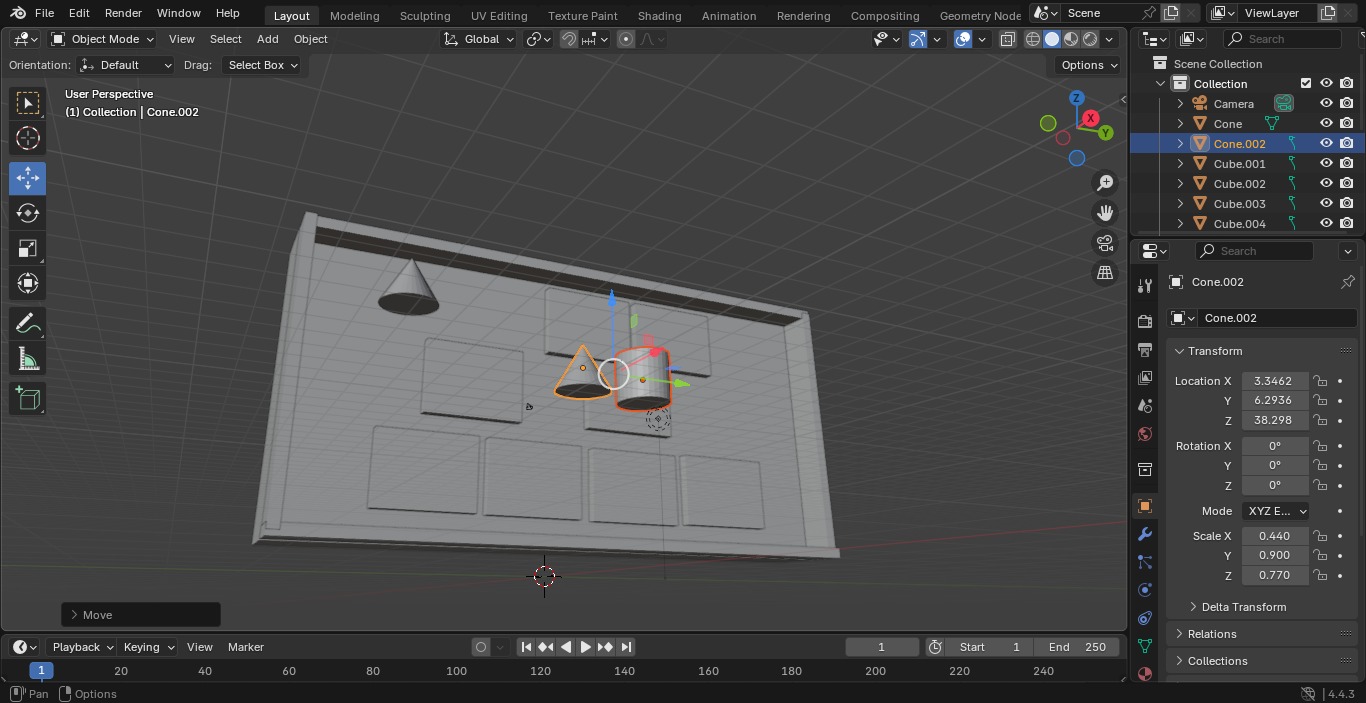 File Edit Render Window Help Layout Modeling Sculpting UV Editing Texture Paint Shading Animation Rendering Compositing Geometry Node Scene ViewLayer
Object Mode View Select Add Object Global Search
Orientation: Default Drag: Select Box Options
User Perspective
(1) Collection | Cone.002
Z
X
Y
Scene Collection
Collection
Camera
Cone
Cone.002
Cube.001
Cube.002
Cube.003
Cube.004
Search
Cone.002
Cone.002
Transform
Location X 3.3462
Y 6.2936
Z 38.298
Rotation X 0°
Y 0°
Z 0°
Mode XYZ E...
Scale X 0.440
Y 0.900
Z 0.770
Delta Transform
Relations
Collections
Move
Playback Keying View Marker 1 Start 1 End 250
1 20 40 60 80 100 120 140 160 180 200 220 240
Pan Options 4.4.3